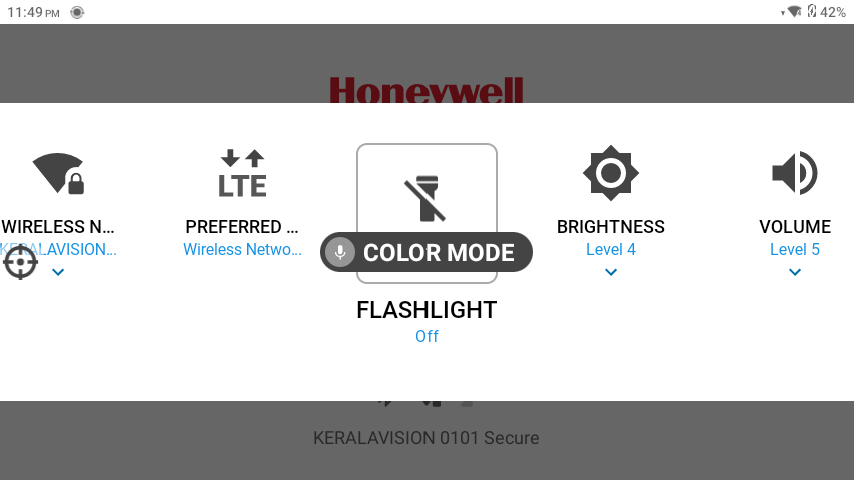 11:49 PM
42%
Honeywell
LTE
WIRELESS N...
PREFERRED ...
BRIGHTNESS
VOLUME
KERALAVISION...
Wireless Netwo...
COLOR MODE
Level 4
Level 5
FLASHLIGHT
Off
KERALAVISION 0101 Secure